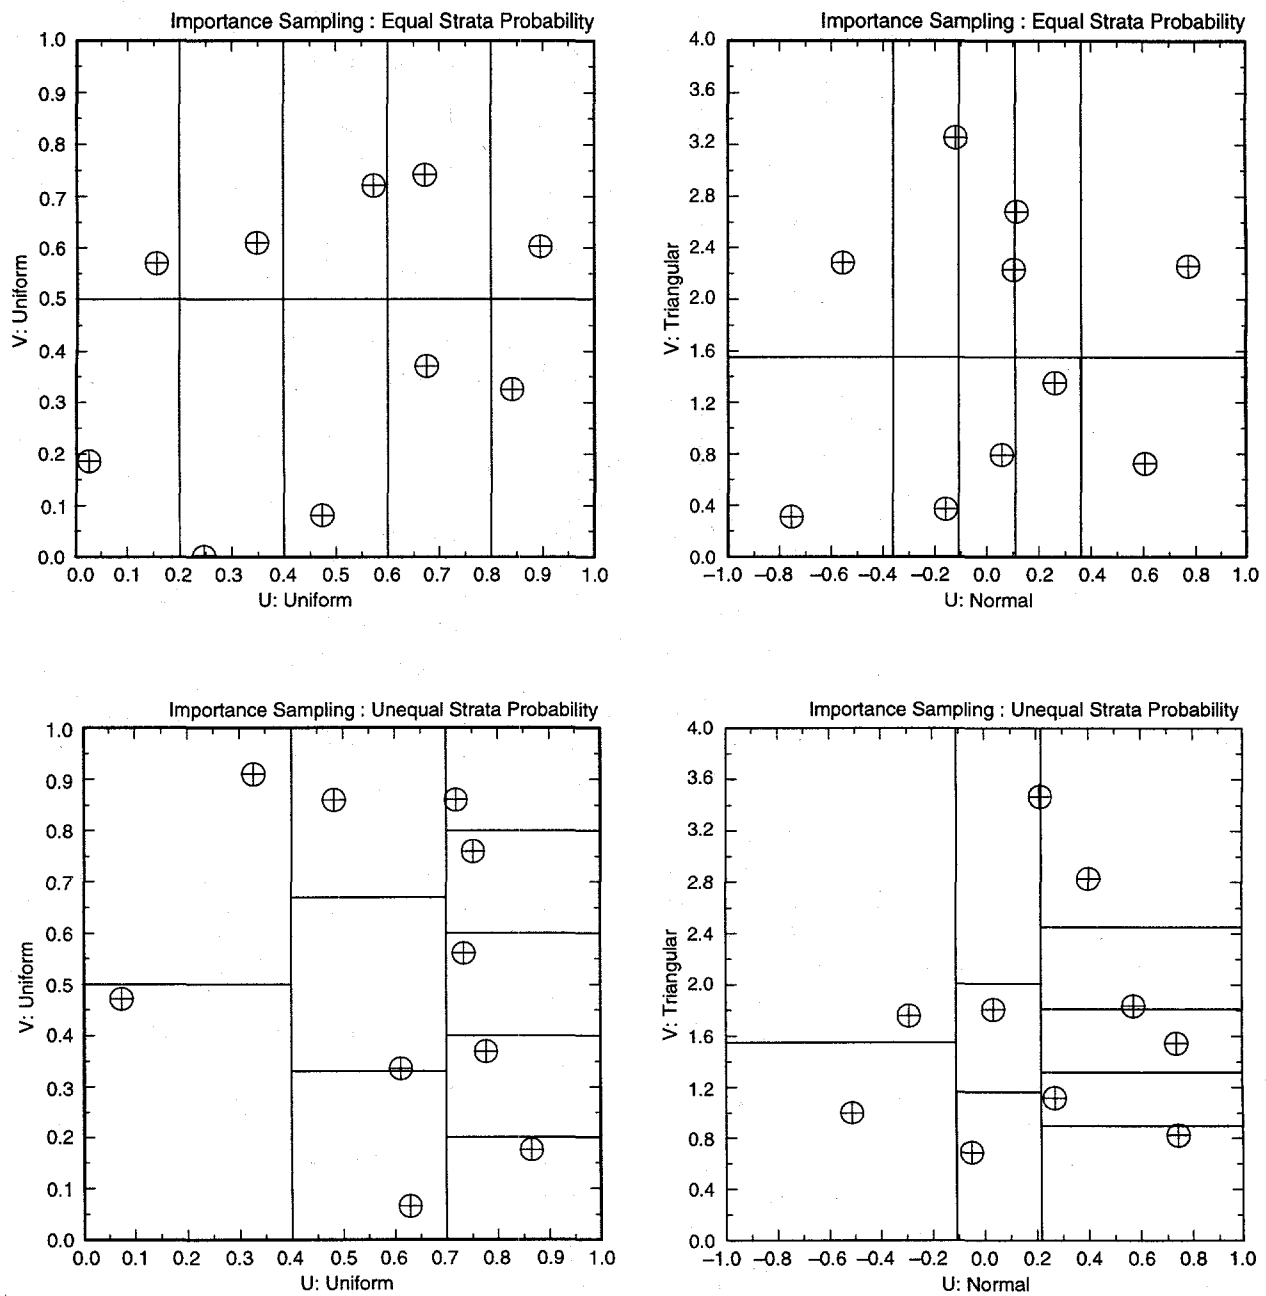 Importance Sampling : Equal Strata Probability
1.0
0.9
0.8
0.7
0.6
0.5
0.4
0.3
0.2
0.1
0.0
V: Uniform
0.0 0.1 0.2 0.3 0.4 0.5 0.6 0.7 0.8 0.9 1.0
U: Uniform
Importance Sampling : Equal Strata Probability
4.0
3.6
3.2
2.8
2.4
2.0
1.6
1.2
0.8
0.4
0.0
V: Triangular
−1.0 −0.8 −0.6 −0.4 −0.2 0.0 0.2 0.4 0.6 0.8 1.0
U: Normal
Importance Sampling : Unequal Strata Probability
1.0
0.9
0.8
0.7
0.6
0.5
0.4
0.3
0.2
0.1
0.0
V: Uniform
0.0 0.1 0.2 0.3 0.4 0.5 0.6 0.7 0.8 0.9 1.0
U: Uniform
Importance Sampling : Unequal Strata Probability
4.0
3.6
3.2
2.8
2.4
2.0
1.6
1.2
0.8
0.4
0.0
V: Triangular
−1.0 −0.8 −0.6 −0.4 −0.2 0.0 0.2 0.4 0.6 0.8 1.0
U: Normal